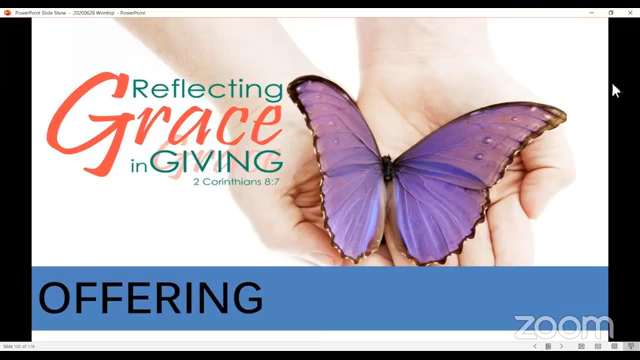 PowerPoint Slide Show - 20200628 Worship - PowerPoint
Reflecting
Grace
in GIVING
2 Corinthians 8:7
OFFERING
zoom